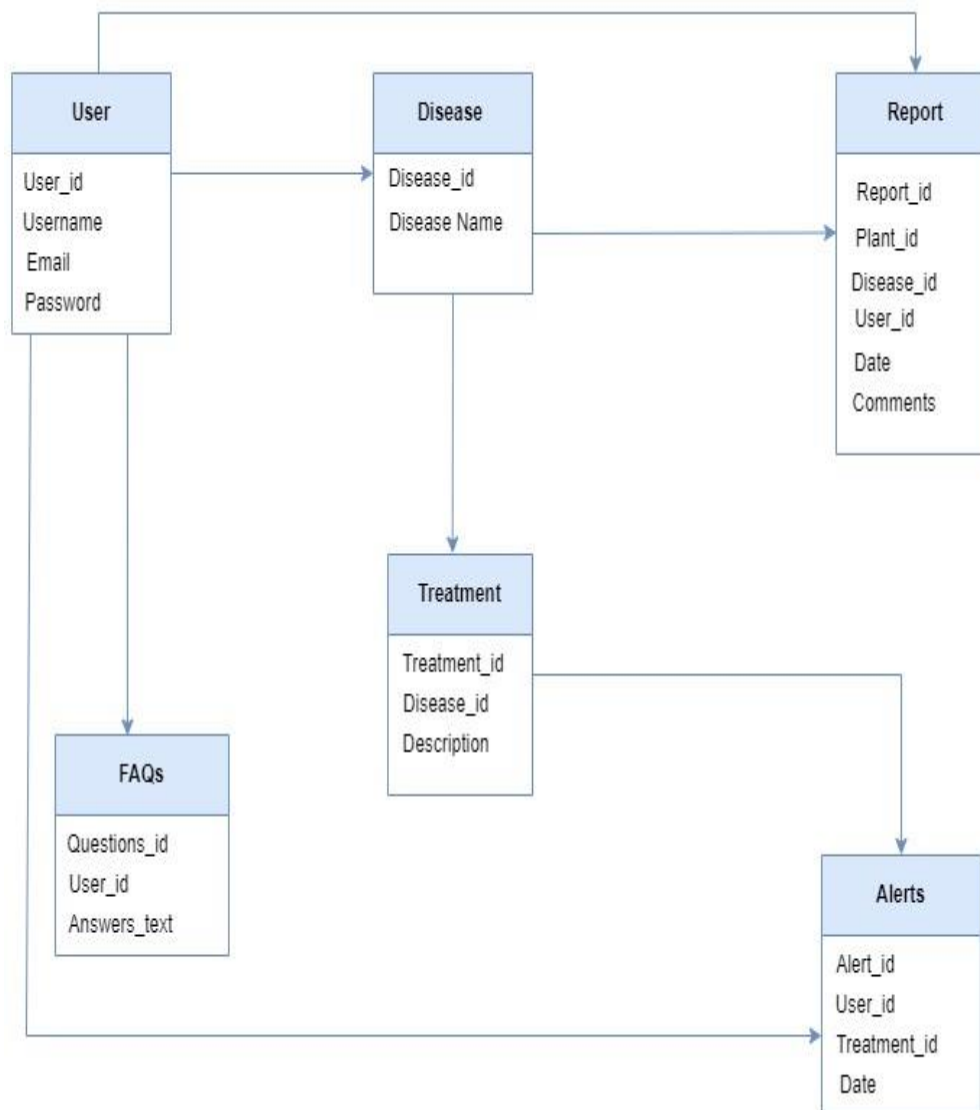 User
User_id
Username
Email
Password
Disease
Disease_id
Disease Name
Report
Report_id
Plant_id
Disease_id
User_id
Date
Comments
Treatment
Treatment_id
Disease_id
Description
FAQs
Questions_id
User_id
Answers_text
Alerts
Alert_id
User_id
Treatment_id
Date